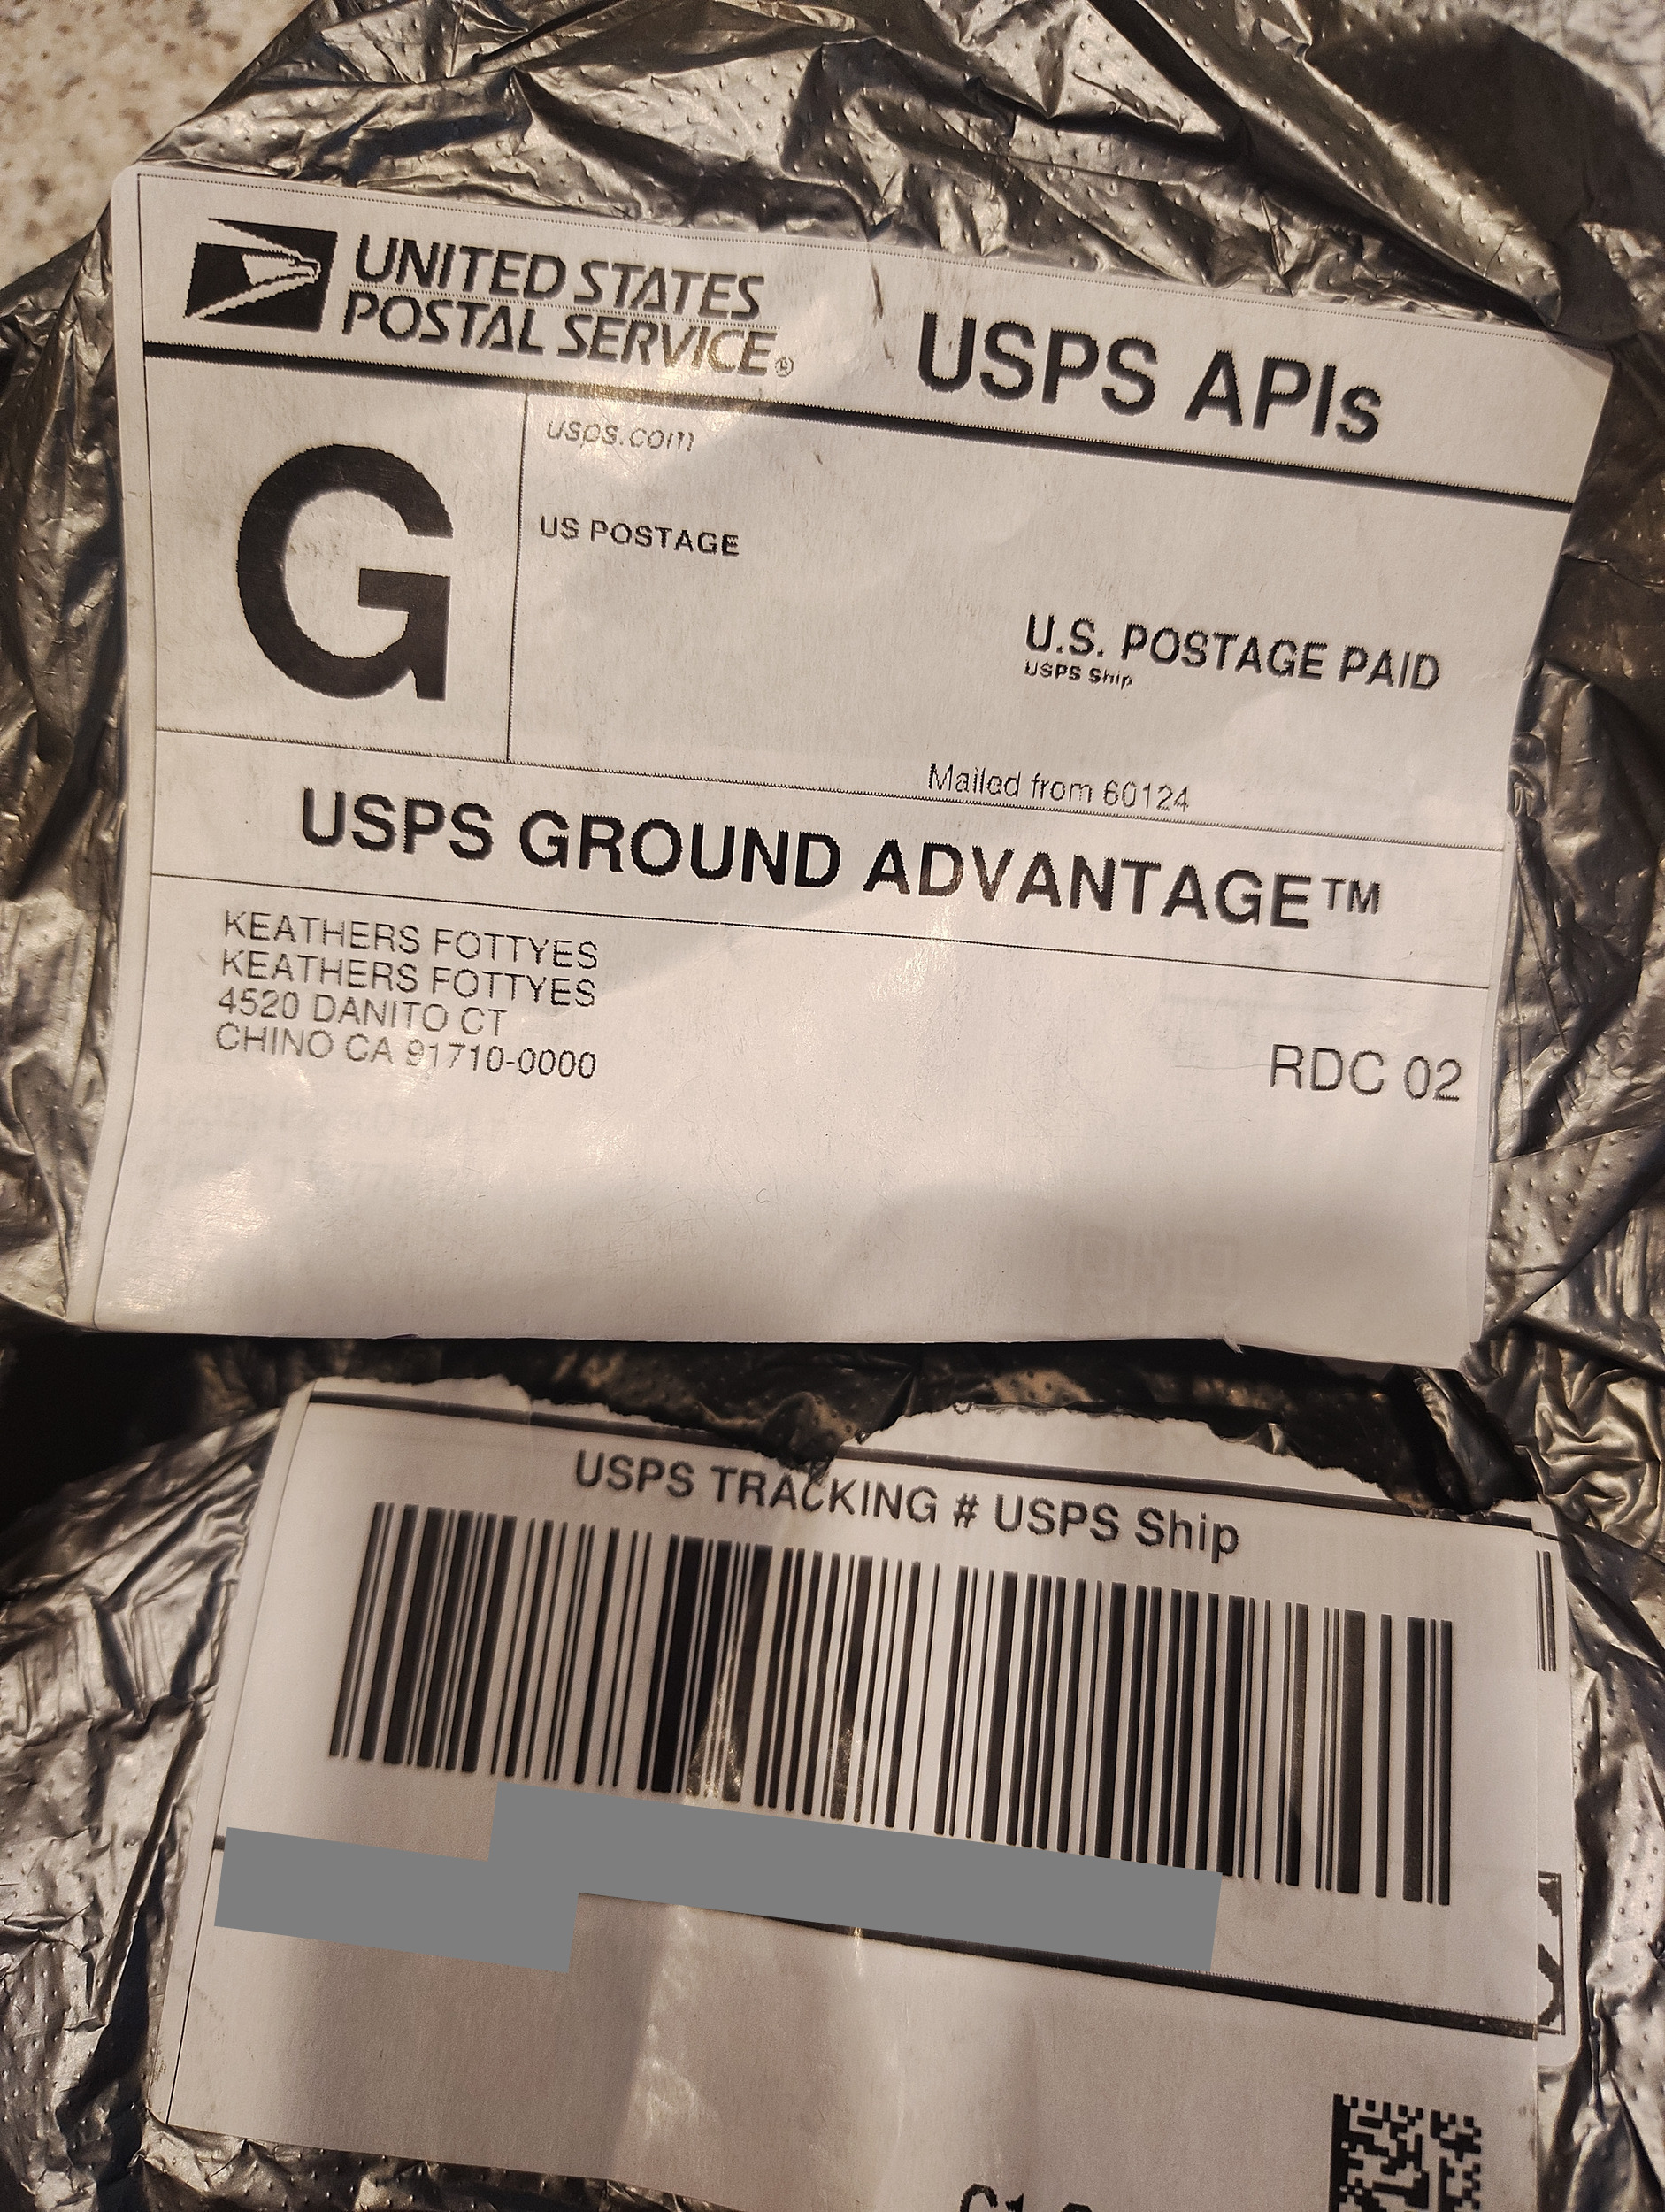 UNITED STATES
POSTAL SERVICE®
USPS APIs
G
usps.com
US POSTAGE
U.S. POSTAGE PAID
USPS Ship
Mailed from 60124
USPS GROUND ADVANTAGE™
KEATHERS FOTTYES
KEATHERS FOTTYES
4520 DANITO CT
CHINO CA 91710-0000
RDC 02
USPS TRACKING # USPS Ship